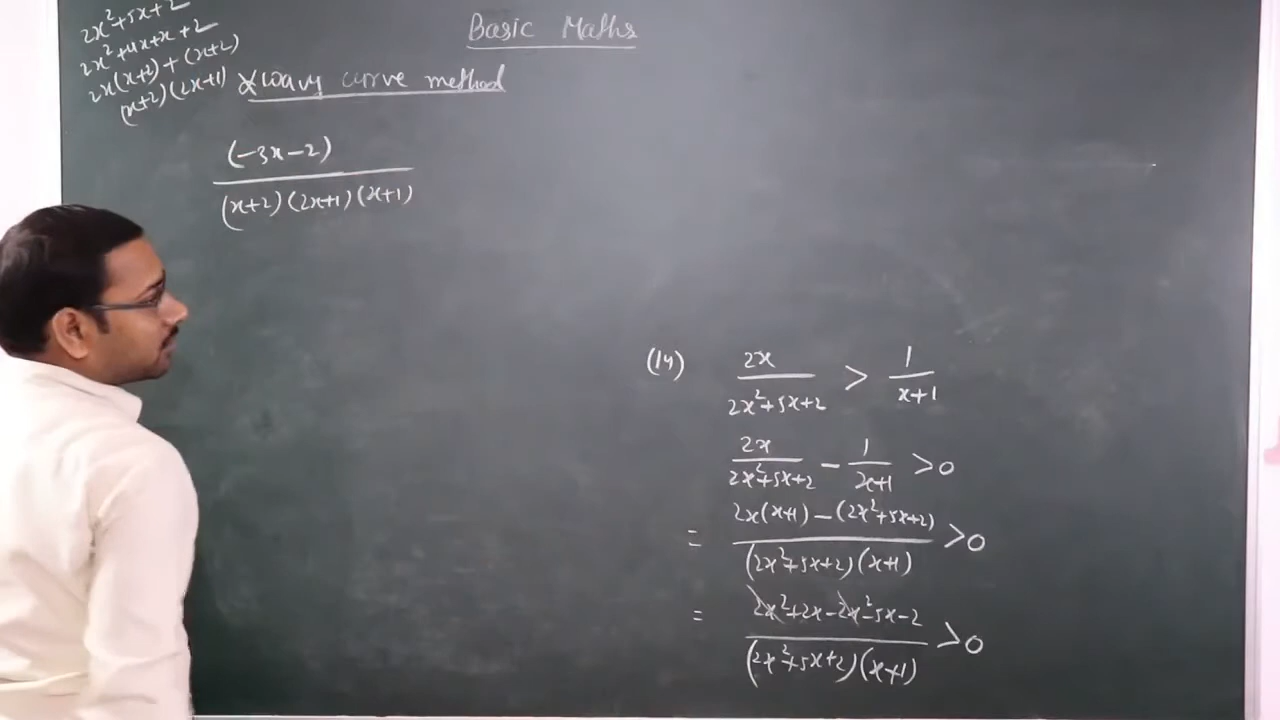 2x²+5x+2
2x²+4x+x+2
2x(x+2)+(x+2)
(x+2)(2x+1)
Basic Maths
wavy curve method
(-3x-2)
(x+2)(2x+1)(x+1)
(14) 2x / 2x²+5x+2 > 1 / x+1
2x / 2x²+5x+2 - 1 / x+1 >0
= 2x(x+1)-(2x²+5x+2) / (2x²+5x+2)(x+1) >0
= 2x²+2x-2x²-5x-2 / (2x²+5x+2)(x+1) >0